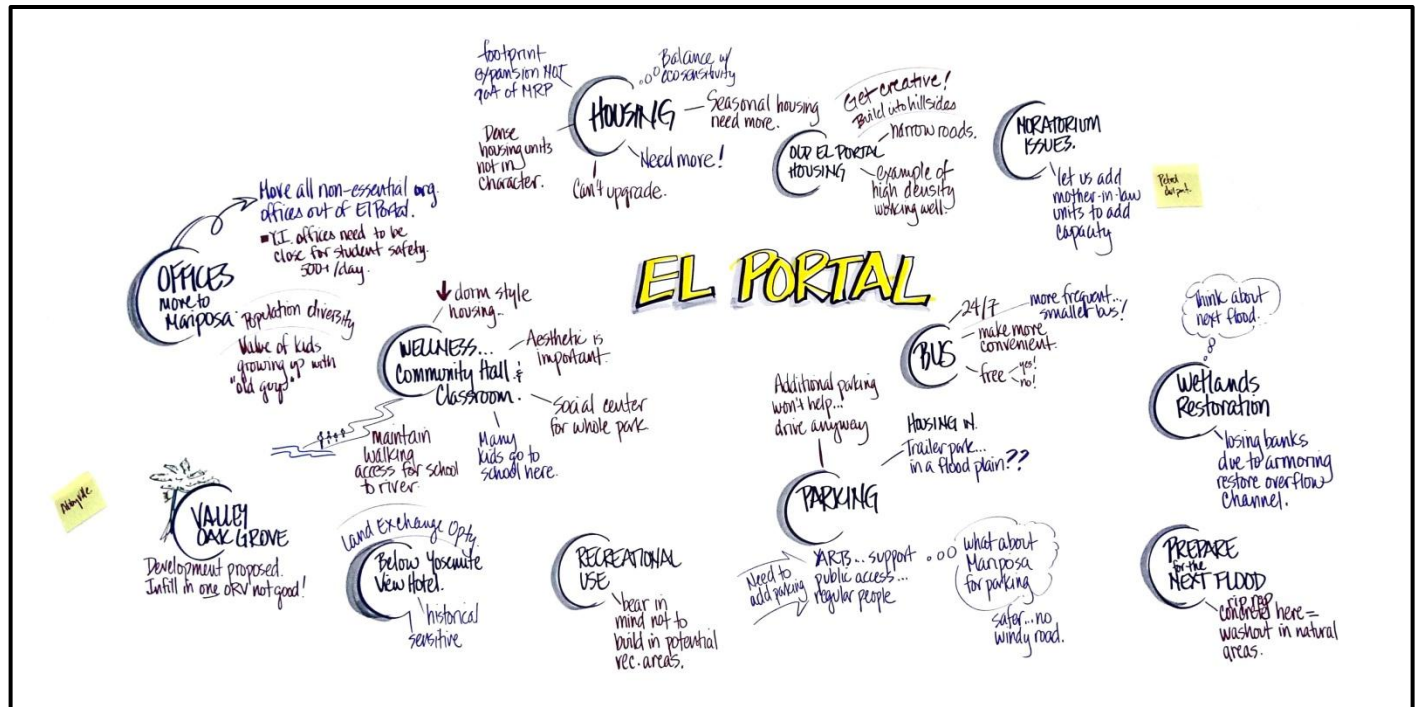 footprint
expansion NOT
part of MRP
Balance w/
ecosensitivity
HOUSING
Seasonal housing
need more.
Need more!
Can't upgrade.
Dense
housing units
not in
character.
Get creative!
Build into hillsides
OLD EL PORTAL
HOUSING
narrow roads.
example of
high density
working well.
MORATORIUM
ISSUES.
let us add
mother-in-law
units to add
capacity
Move all non-essential org.
offices out of El Portal.
Y.I. offices need to be
close for student safety.
500+/day.
OFFICES
move to
Mariposa
EL PORTAL
Population diversity
Value of kids
growing up with
"old guys"
dorm style
housing...
WELLNESS...
Community Hall &
Classroom.
Aesthetic is
important.
Social center
for whole park
Many
kids go to
school here.
maintain
walking
access for school
to river.
BUS
24/7
more frequent...
smaller bus!
make more
convenient.
free
yes!
no!
Think about
next flood.
Wetlands
Restoration
losing banks
due to armoring
restore overflow
Channel.
Additional parking
won't help...
drive anyway
HOUSING IN
Trailer park...
in a flood plain??
PARKING
Need to
add parking
YARTS...support
public access...
regular people
what about
Mariposa
for parking
safer...no
windy road.
VALLEY
OAK GROVE
Development proposed.
Infill in one ORV not good!
Land Exchange Opty.
Below Yosemite
View Hotel.
historical
sensitive
RECREATIONAL
USE
bear in
mind not to
build in potential
rec. areas.
PREPARE
for the
NEXT FLOOD
rip rap
concrete here =
washout in natural
areas.